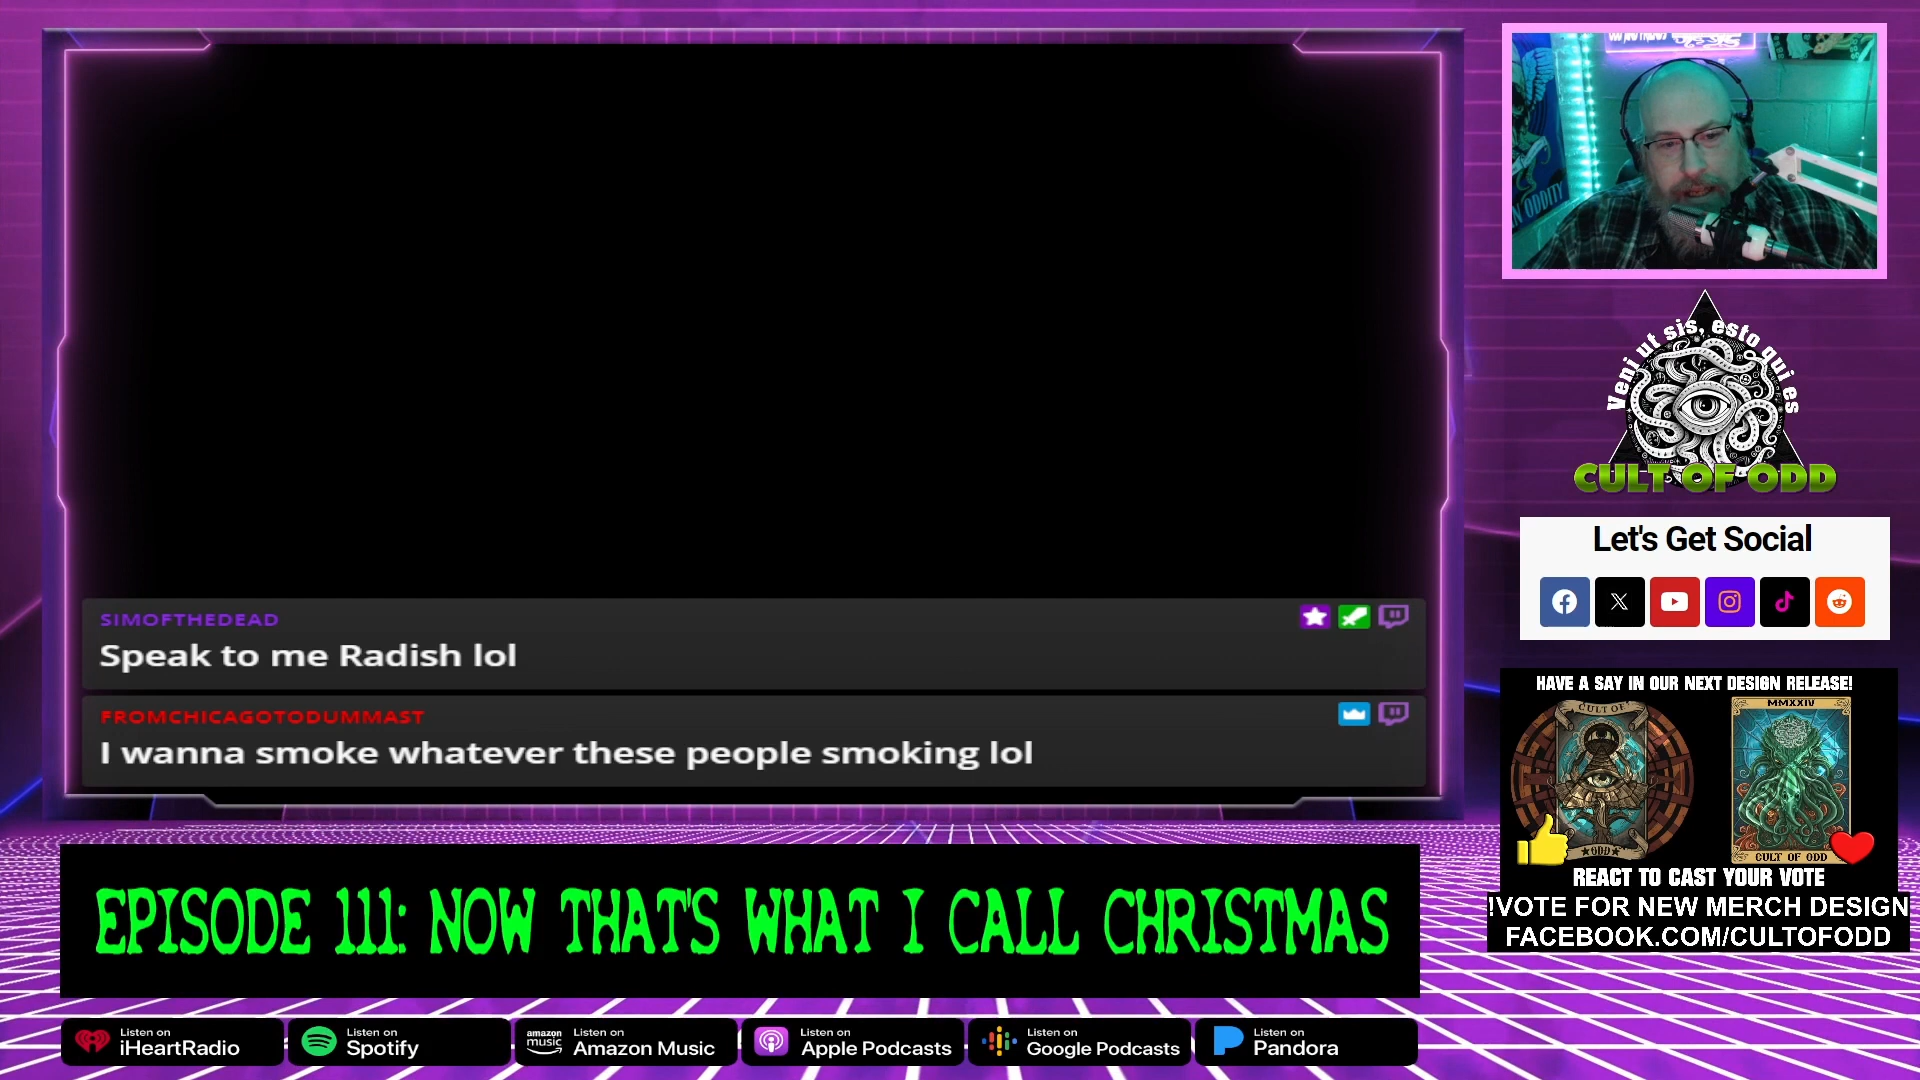 SIMOFTHEDEAD
Speak to me Radish lol
FROMCHICAGOTODUMMAST
I wanna smoke whatever these people smoking lol
EPISODE 111: NOW THAT'S WHAT I CALL CHRISTMAS
Listen on
iHeartRadio
Listen on
Spotify
amazon music
Listen on
Amazon Music
Listen on
Apple Podcasts
Listen on
Google Podcasts
Listen on
Pandora
N ODDITY
Veni ut sis, esto qui es
CULT OF ODD
Let's Get Social
HAVE A SAY IN OUR NEXT DESIGN RELEASE!
CULT OF
ODD
MMXXIV
CULT OF ODD
REACT TO CAST YOUR VOTE
!VOTE FOR NEW MERCH DESIGN
FACEBOOK.COM/CULTOFODD